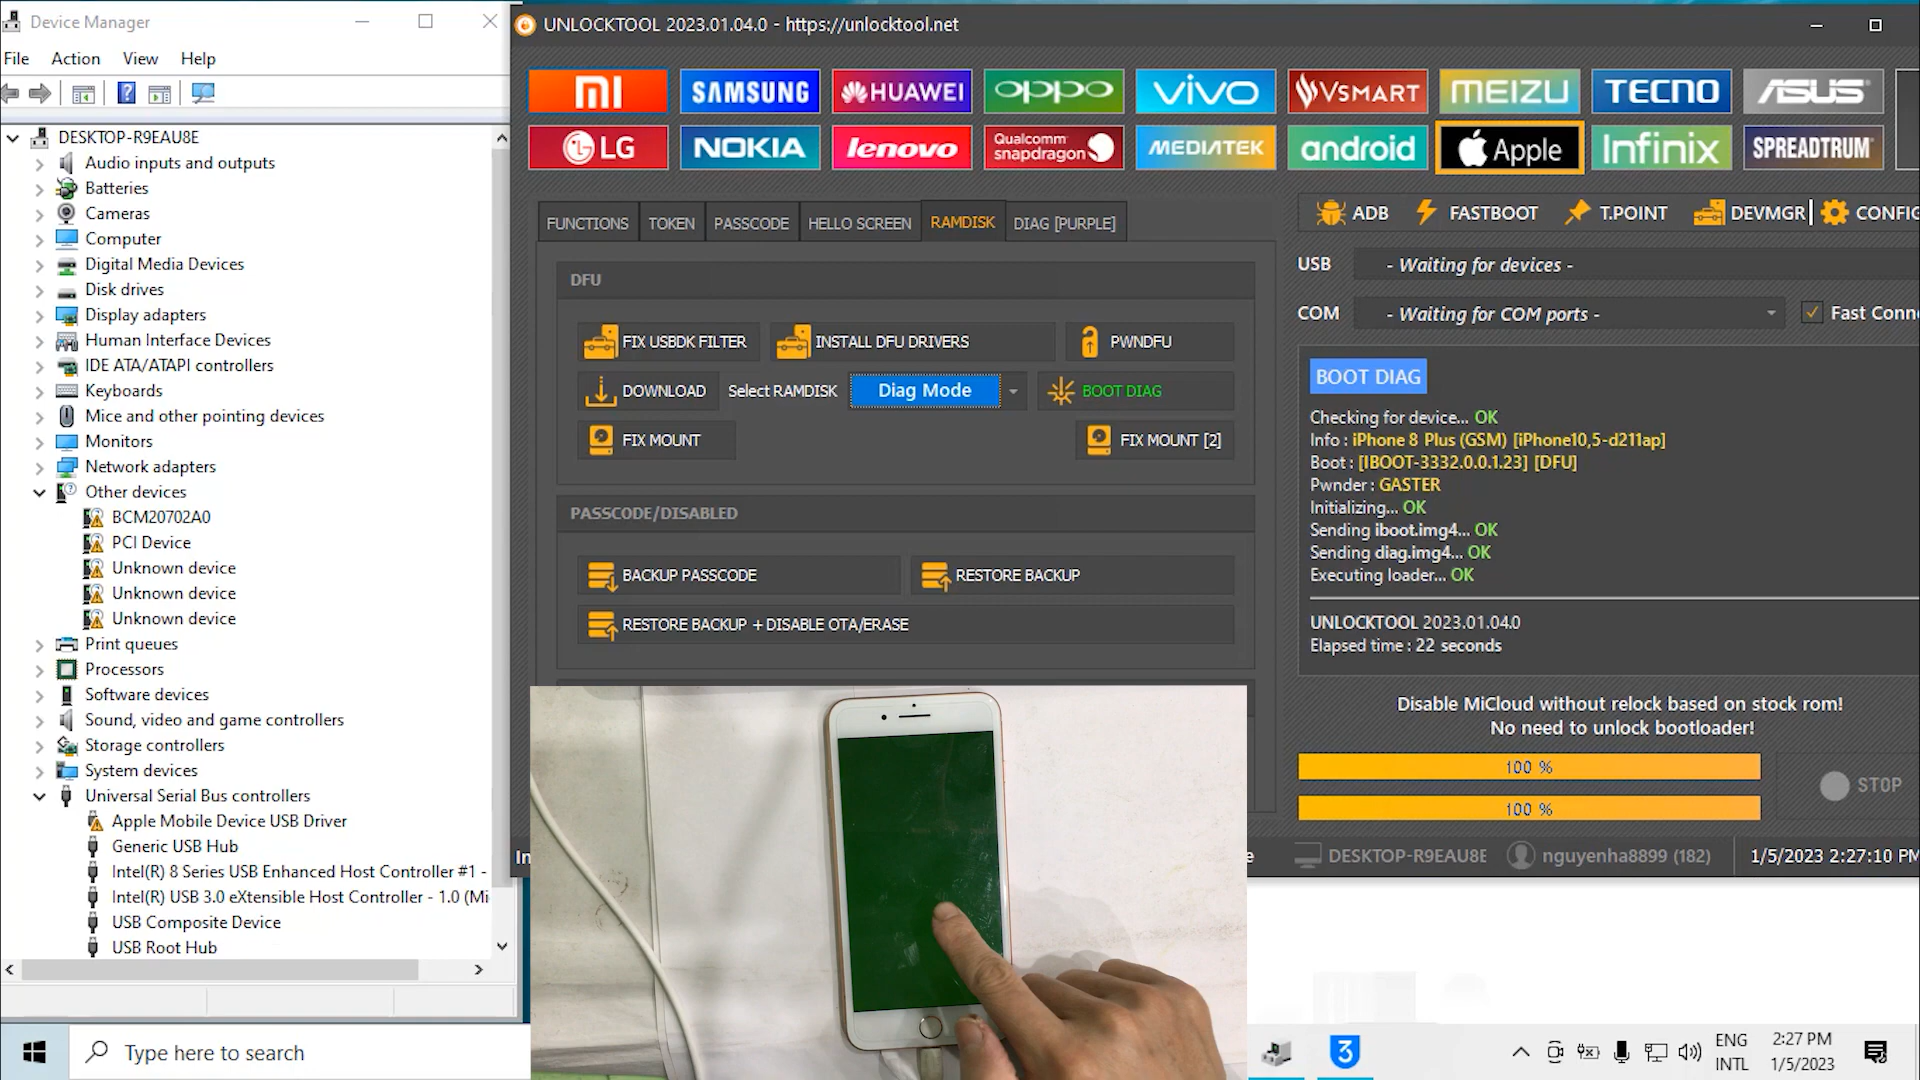 Device Manager
File Action View Help
DESKTOP-R9EAU8E
Audio inputs and outputs
Batteries
Cameras
Computer
Digital Media Devices
Disk drives
Display adapters
Human Interface Devices
IDE ATA/ATAPI controllers
Keyboards
Mice and other pointing devices
Monitors
Network adapters
Other devices
BCM20702A0
PCI Device
Unknown device
Unknown device
Unknown device
Print queues
Processors
Software devices
Sound, video and game controllers
Storage controllers
System devices
Universal Serial Bus controllers
Apple Mobile Device USB Driver
Generic USB Hub
Intel(R) 8 Series USB Enhanced Host Controller #1 -
Intel(R) USB 3.0 eXtensible Host Controller - 1.0 (Mi
USB Composite Device
USB Root Hub
UNLOCKTOOL 2023.01.04.0 - https://unlocktool.net
MI SAMSUNG HUAWEI oppo vivo VSMART MEIZU TECNO ASUS
LG NOKIA lenovo Qualcomm snapdragon MEDIATEK android Apple Infinix SPREADTRUM
FUNCTIONS TOKEN PASSCODE HELLO SCREEN RAMDISK DIAG [PURPLE]
DFU
FIX USBDK FILTER INSTALL DFU DRIVERS PWNDFU
DOWNLOAD Select RAMDISK Diag Mode BOOT DIAG
FIX MOUNT FIX MOUNT [2]
PASSCODE/DISABLED
BACKUP PASSCODE RESTORE BACKUP
RESTORE BACKUP + DISABLE OTA/ERASE
ADB FASTBOOT T.POINT DEVMGR CONFIG
USB - Waiting for devices -
COM - Waiting for COM ports - Fast Conn
BOOT DIAG
Checking for device... OK
Info : iPhone 8 Plus (GSM) [iPhone10,5-d211ap]
Boot : [IBOOT-3332.0.0.1.23] [DFU]
Pwnder : GASTER
Initializing... OK
Sending iboot.img4... OK
Sending diag.img4... OK
Executing loader... OK
UNLOCKTOOL 2023.01.04.0
Elapsed time : 22 seconds
Disable MiCloud without relock based on stock rom!
No need to unlock bootloader!
100 %
100 %
STOP
In
e DESKTOP-R9EAU8E nguyenha8899 (182) 1/5/2023 2:27:10 PM
Type here to search
3
ENG
INTL
2:27 PM
1/5/2023